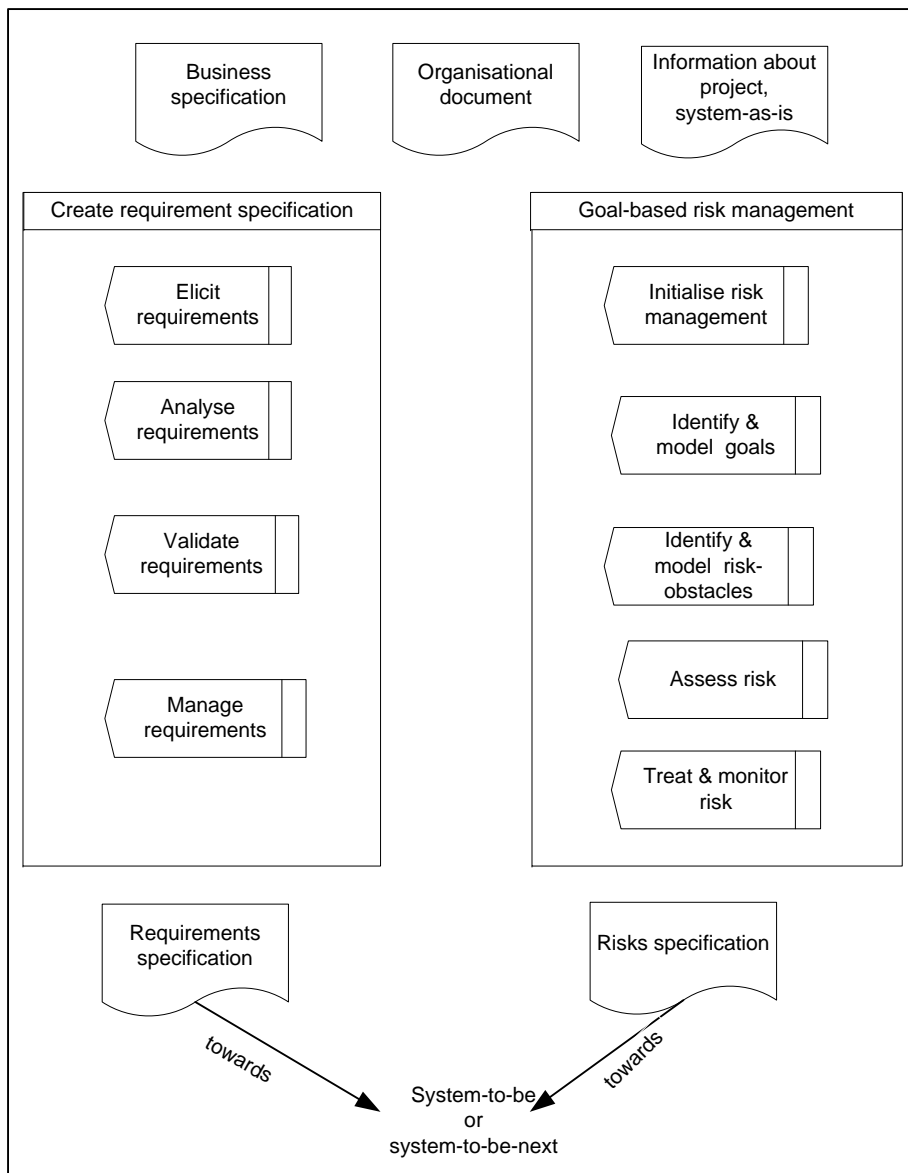 Business
specification
Organisational
document
Information about
project,
system-as-is
Create requirement specification
Elicit
requirements
Analyse
requirements
Validate
requirements
Manage
requirements
Goal-based risk management
Initialise risk
management
Identify &
model goals
Identify &
model risk-
obstacles
Assess risk
Treat & monitor
risk
Requirements
specification
Risks specification
towards
towards
System-to-be
or
system-to-be-next